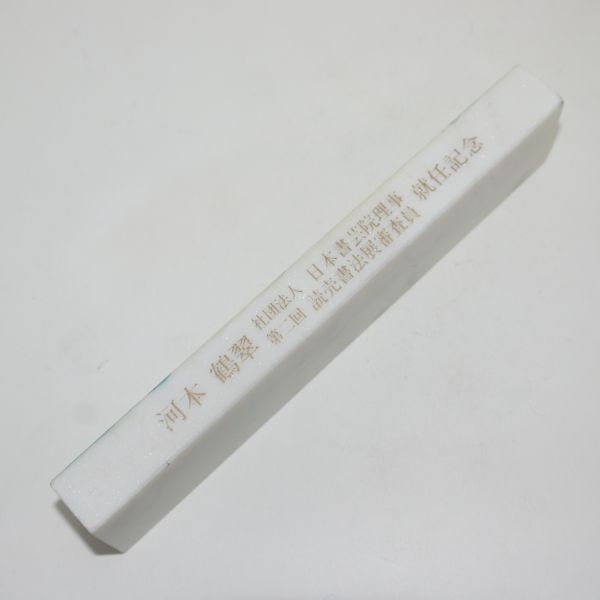 河本 鶴翠
社団法人 日本書芸院理事
第二回 読売書法展審査員
就任記念